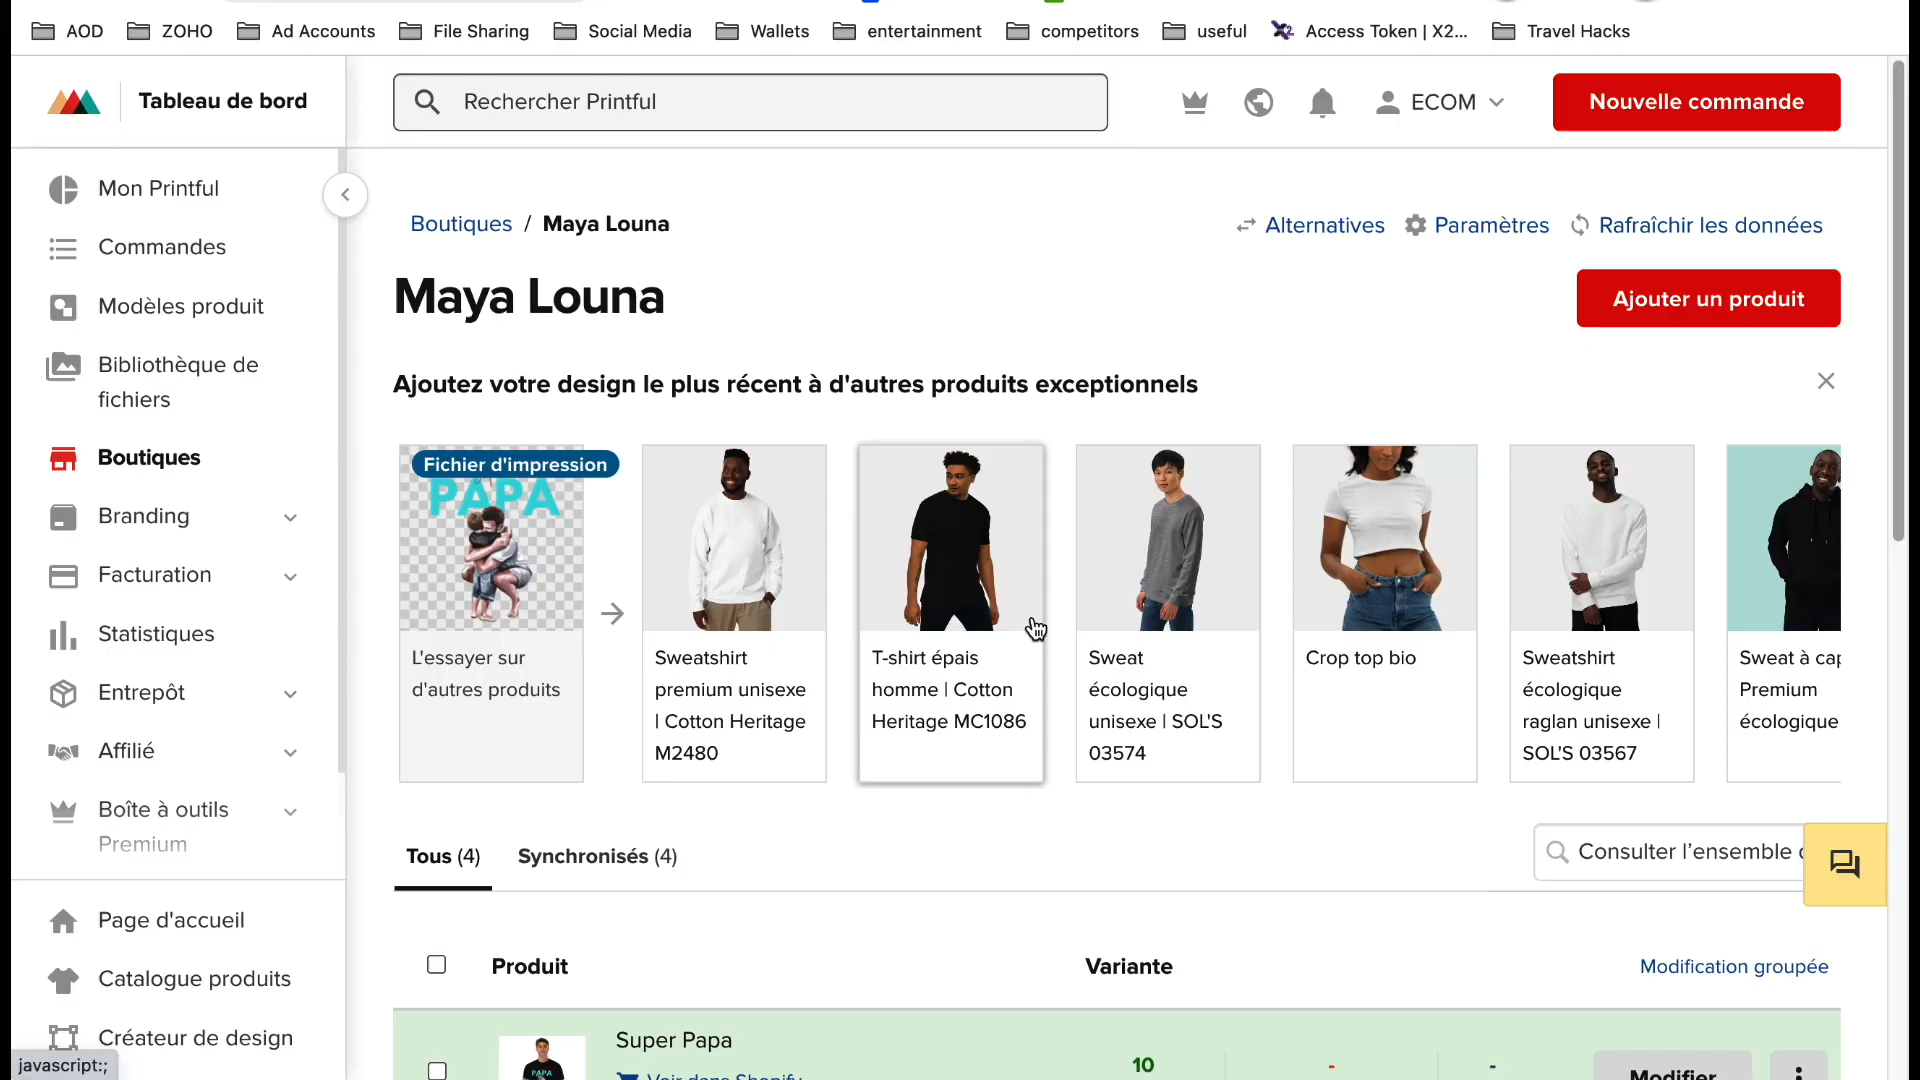 AOD ZOHO Ad Accounts File Sharing Social Media Wallets entertainment competitors useful Access Token | X2... Travel Hacks
Tableau de bord
Rechercher Printful
ECOM
Nouvelle commande
Mon Printful
Commandes
Modèles produit
Bibliothèque de
fichiers
Boutiques
Branding
Facturation
Statistiques
Entrepôt
Affilié
Boîte à outils
Premium
Page d'accueil
Catalogue produits
Créateur de design
javascript:;
Boutiques / Maya Louna
Alternatives Paramètres Rafraîchir les données
Maya Louna
Ajouter un produit
Ajoutez votre design le plus récent à d'autres produits exceptionnels
Fichier d'impression
PAPA
L'essayer sur
d'autres produits
Sweatshirt
premium unisexe
| Cotton Heritage
M2480
T-shirt épais
homme | Cotton
Heritage MC1086
Sweat
écologique
unisexe | SOL'S
03574
Crop top bio
Sweatshirt
écologique
raglan unisexe |
SOL'S 03567
Sweat à cap
Premium
écologique
Tous (4) Synchronisés (4)
Consulter l'ensemble
Produit Variante Modification groupée
Super Papa
PAPA
Voir dans Shopify
10 - -
Modifier